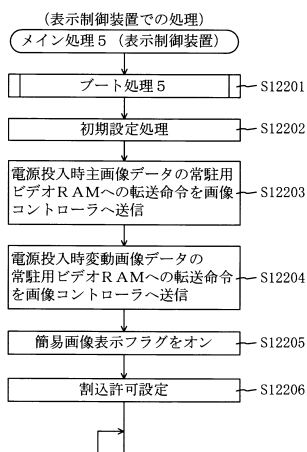 (表示制御装置での処理)
メイン処理5(表示制御装置)
ブート処理5
S12201
初期設定処理
S12202
電源投入時主画像データの常駐用
ビデオRAMへの転送命令を画像
コントローラへ送信
S12203
電源投入時変動画像データの
常駐用ビデオRAMへの転送命令
を画像コントローラへ送信
S12204
簡易画像表示フラグをオン
S12205
割込許可設定
S12206